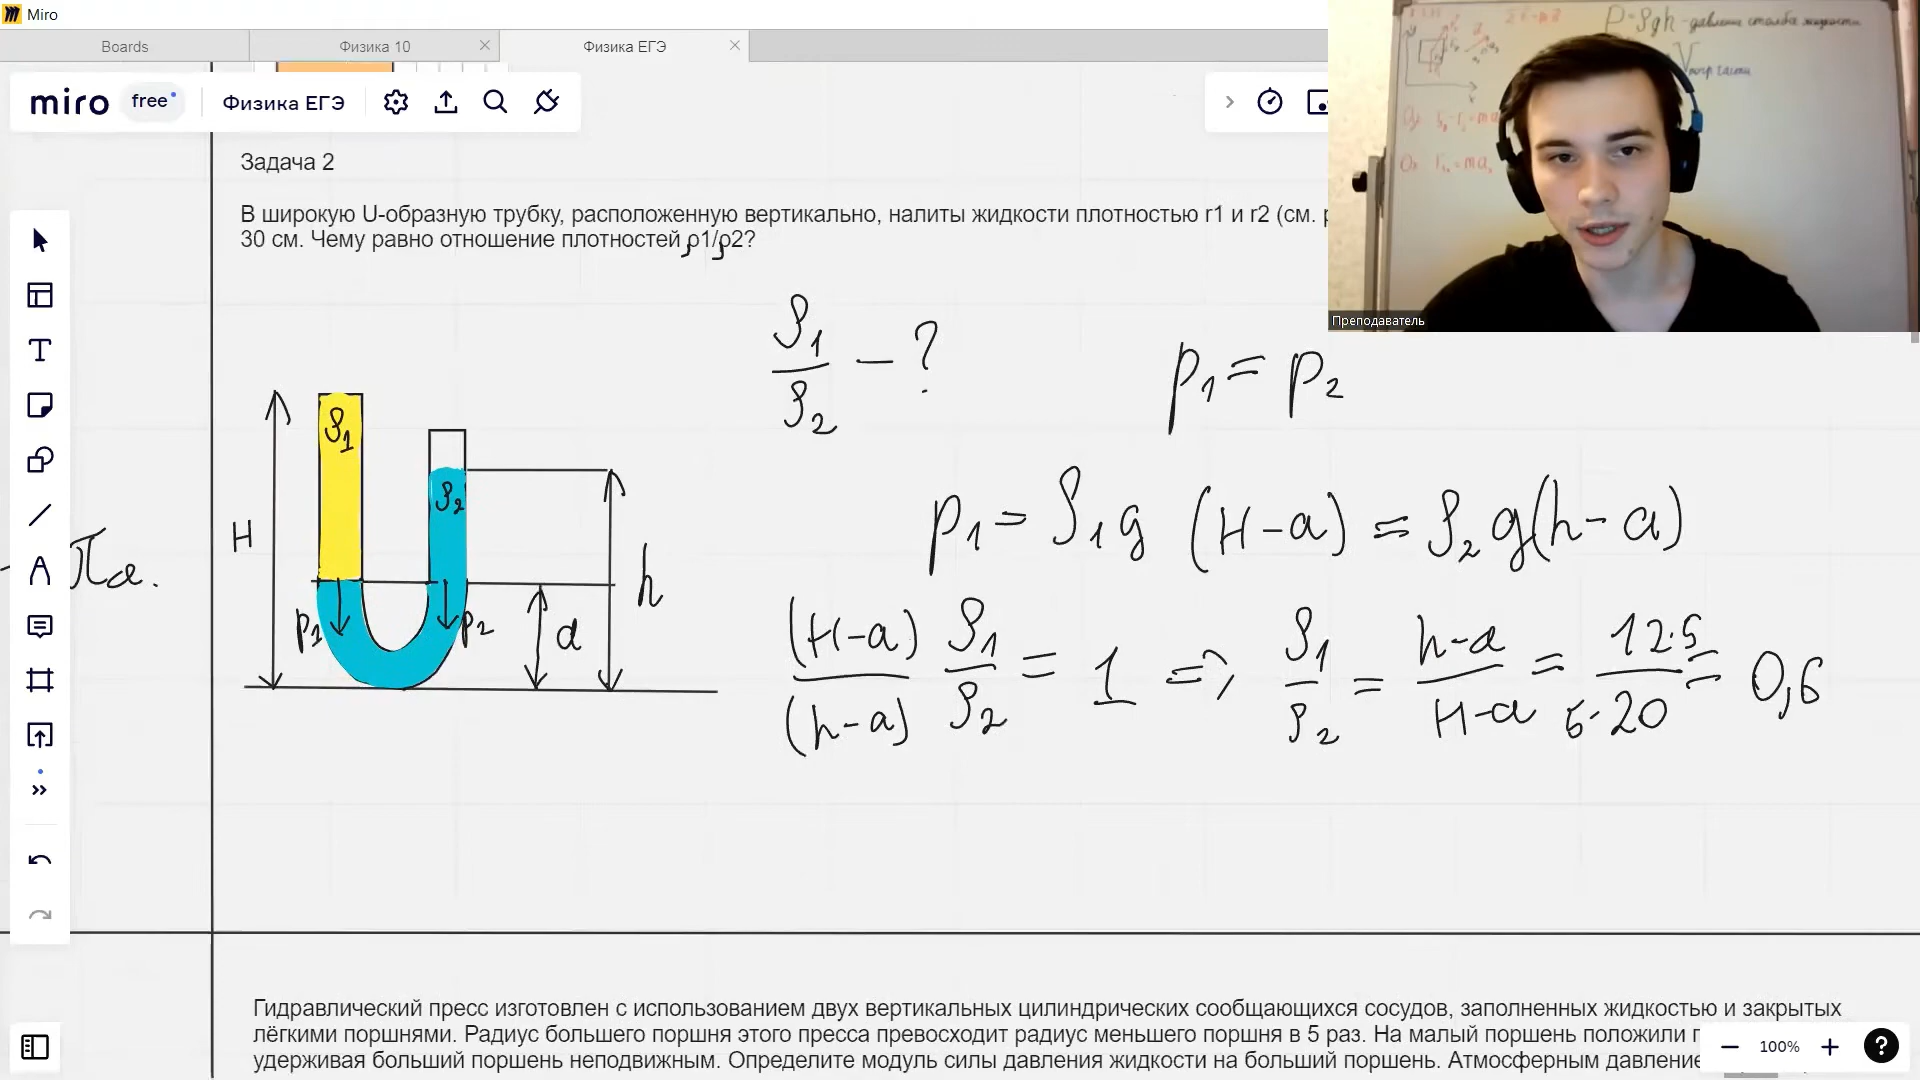 Miro
Boards
Физика 10
Физика ЕГЭ
miro free Физика ЕГЭ
P = ρgh - давление столба жидкости
Преподаватель
Задача 2
В широкую U-образную трубку, расположенную вертикально, налиты жидкости плотностью r1 и r2 (см.
30 см. Чему равно отношение плотностей ρ1/ρ2?
ρ1/ρ2 - ?
p1 = p2
ρ1
ρ2
H
h
a
p1
p2
Па.
p1 = ρ1g (H-a) = ρ2g(h-a)
(H-a)/(h-a) ρ1/ρ2 = 1 => ρ1/ρ2 = h-a/H-a = 12·5/5·20 = 0,6
Гидравлический пресс изготовлен с использованием двух вертикальных цилиндрических сообщающихся сосудов, заполненных жидкостью и закрытых
лёгкими поршнями. Радиус большего поршня этого пресса превосходит радиус меньшего поршня в 5 раз. На малый поршень положили
удерживая больший поршень неподвижным. Определите модуль силы давления жидкости на больший поршень. Атмосферным давление
100%